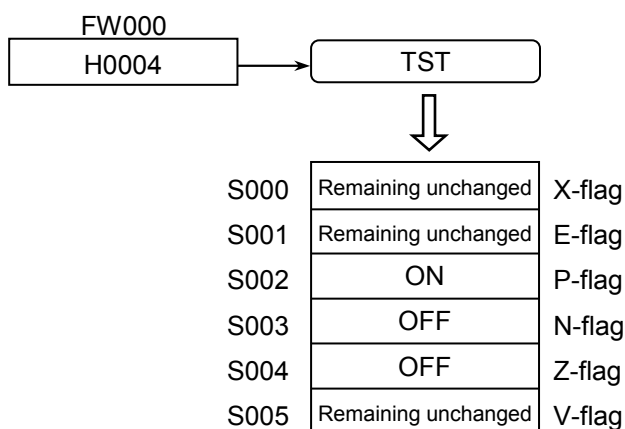 FW000
H0004
TST
S000 Remaining unchanged X-flag
S001 Remaining unchanged E-flag
S002 ON P-flag
S003 OFF N-flag
S004 OFF Z-flag
S005 Remaining unchanged V-flag